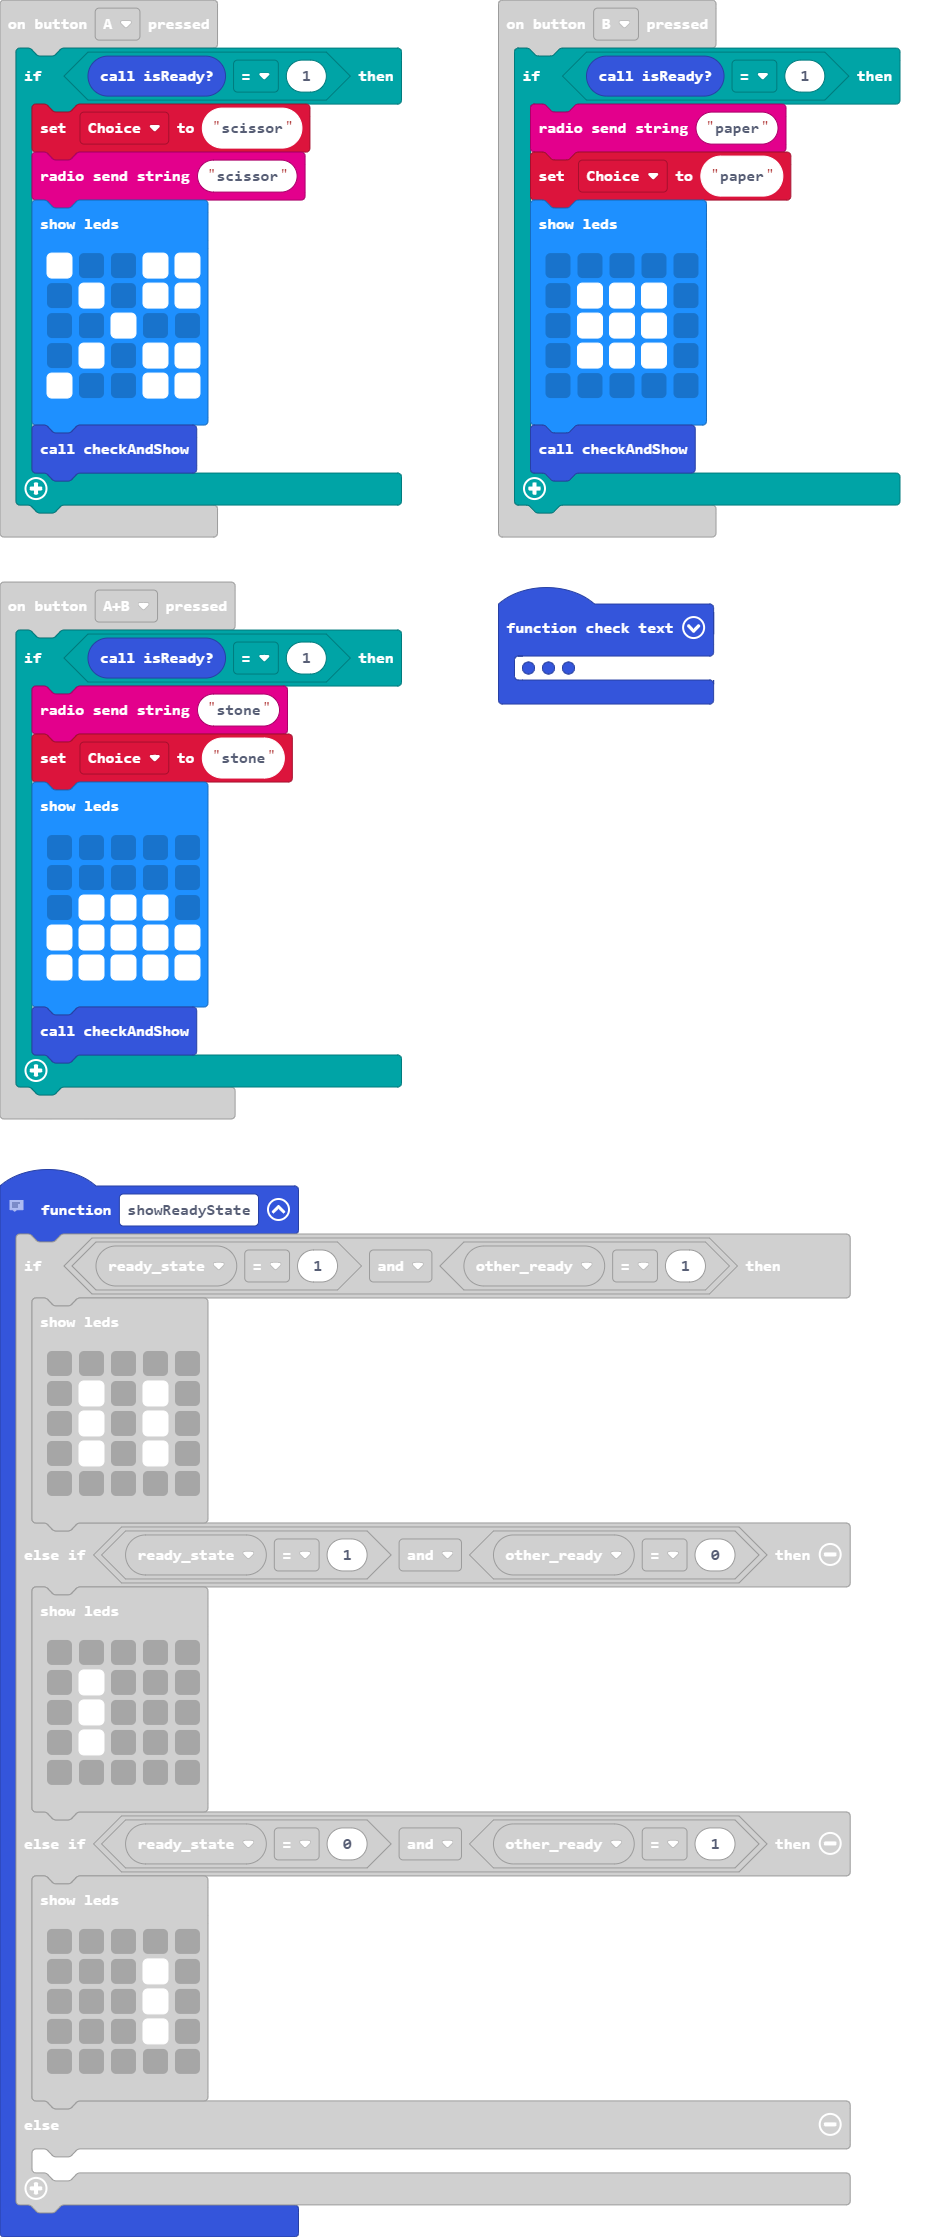 on button A pressed
if call isReady? = 1 then
set Choice to "scissor"
radio send string "scissor"
show leds
call checkAndShow
on button B pressed
if call isReady? = 1 then
radio send string "paper"
set Choice to "paper"
show leds
call checkAndShow
on button A+B pressed
if call isReady? = 1 then
radio send string "stone"
set Choice to "stone"
show leds
call checkAndShow
function check text
function showReadyState
if ready_state = 1 and other_ready = 1 then
show leds
else if ready_state = 1 and other_ready = 0 then
show leds
else if ready_state = 0 and other_ready = 1 then
show leds
else